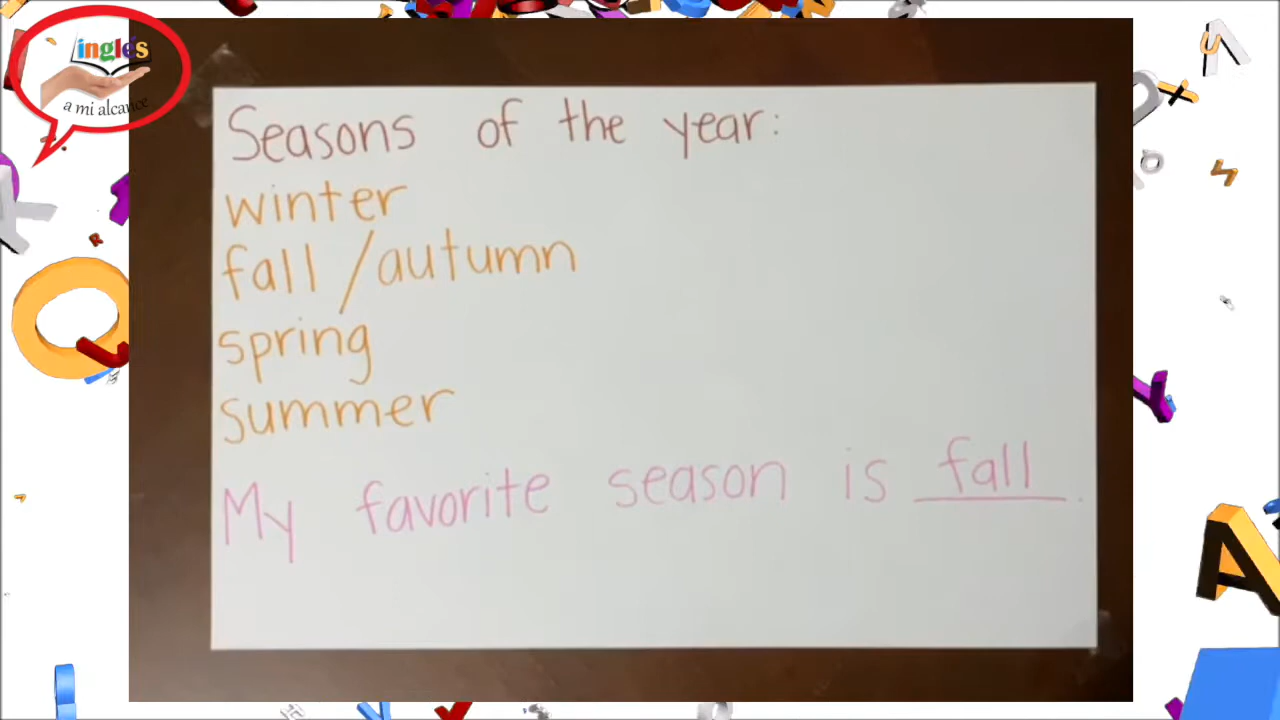 inglés
a mi alcance
Seasons of the year:
winter
fall /autumn
spring
summer
My favorite season is fall.